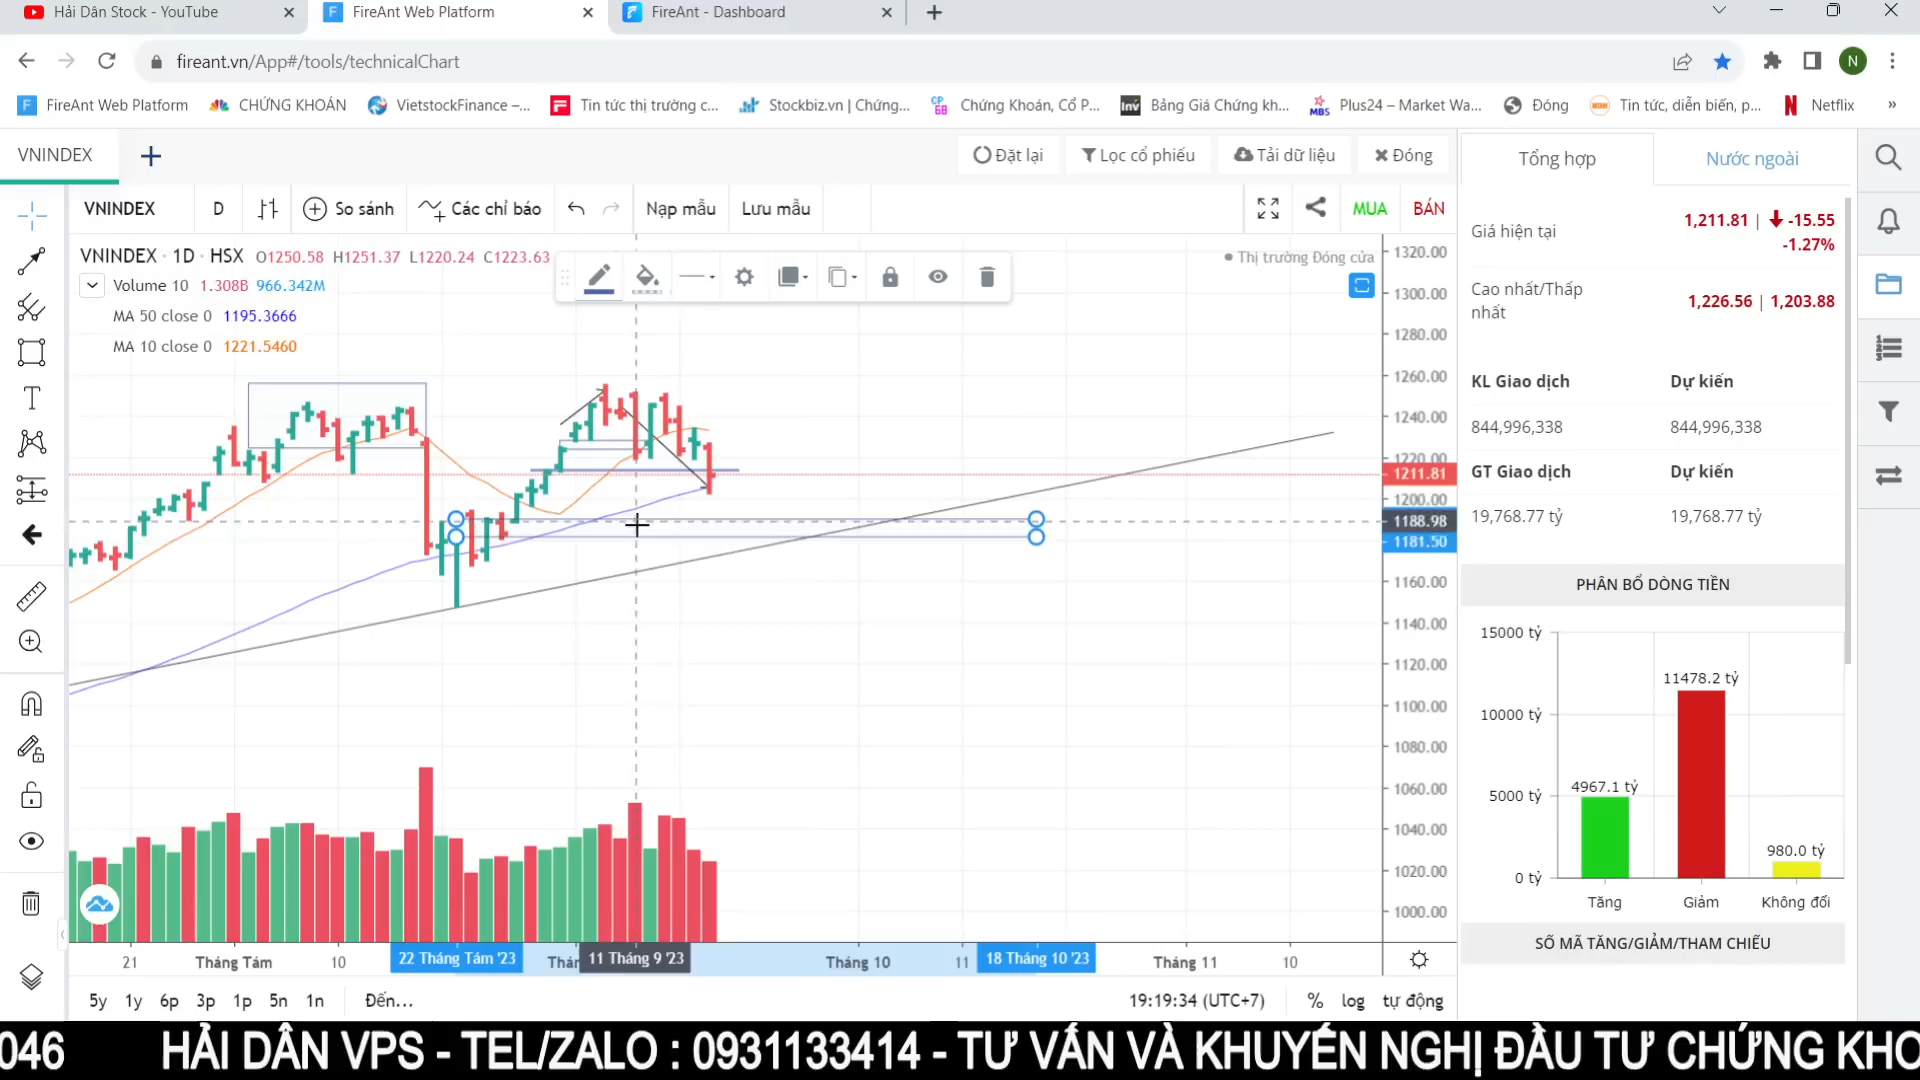 Hải Dân Stock - YouTube
FireAnt Web Platform
FireAnt - Dashboard
fireant.vn/App#/tools/technicalChart
N
FireAnt Web Platform
CHỨNG KHOÁN
VietstockFinance –...
Tin tức thị trường c...
Stockbiz.vn | Chứng...
Chứng Khoán, Cổ P...
Bảng Giá Chứng kh...
Plus24 – Market Wa...
Đóng
Tin tức, diễn biến, p...
Netflix
»
VNINDEX
Đặt lại
Lọc cổ phiếu
Tải dữ liệu
Đóng
VNINDEX
D
So sánh
Các chỉ báo
Nạp mẫu
Lưu mẫu
MUA
BÁN
VNINDEX · 1D · HSX O1250.58 H1251.37 L1220.24 C1223.63
Thị trường Đóng cửa
Volume 10 1.308B 966.342M
MA 50 close 0 1195.3666
MA 10 close 0 1221.5460
1320.00
1300.00
1280.00
1260.00
1240.00
1220.00
1211.81
1200.00
1188.98
1181.50
1160.00
1140.00
1120.00
1100.00
1080.00
1060.00
1040.00
1020.00
1000.00
21
Tháng Tám
10
22 Tháng Tám '23
Thár
11 Tháng 9 '23
Tháng 10
11
18 Tháng 10 '23
Tháng 11
10
5y 1y 6p 3p 1p 5n 1n
Đến...
19:19:34 (UTC+7)
% log tự động
Tổng hợp
Nước ngoài
Giá hiện tại
1,211.81 | -15.55
-1.27%
Cao nhất/Thấp
nhất
1,226.56 | 1,203.88
KL Giao dịch
Dự kiến
844,996,338
844,996,338
GT Giao dịch
Dự kiến
19,768.77 tỷ
19,768.77 tỷ
PHÂN BỔ DÒNG TIỀN
15000 tỷ
10000 tỷ
5000 tỷ
0 tỷ
4967.1 tỷ
11478.2 tỷ
980.0 tỷ
Tăng
Giảm
Không đổi
SỐ MÃ TĂNG/GIẢM/THAM CHIẾU
046 HẢI DÂN VPS - TEL/ZALO : 0931133414 - TƯ VẤN VÀ KHUYẾN NGHỊ ĐẦU TƯ CHỨNG KHO